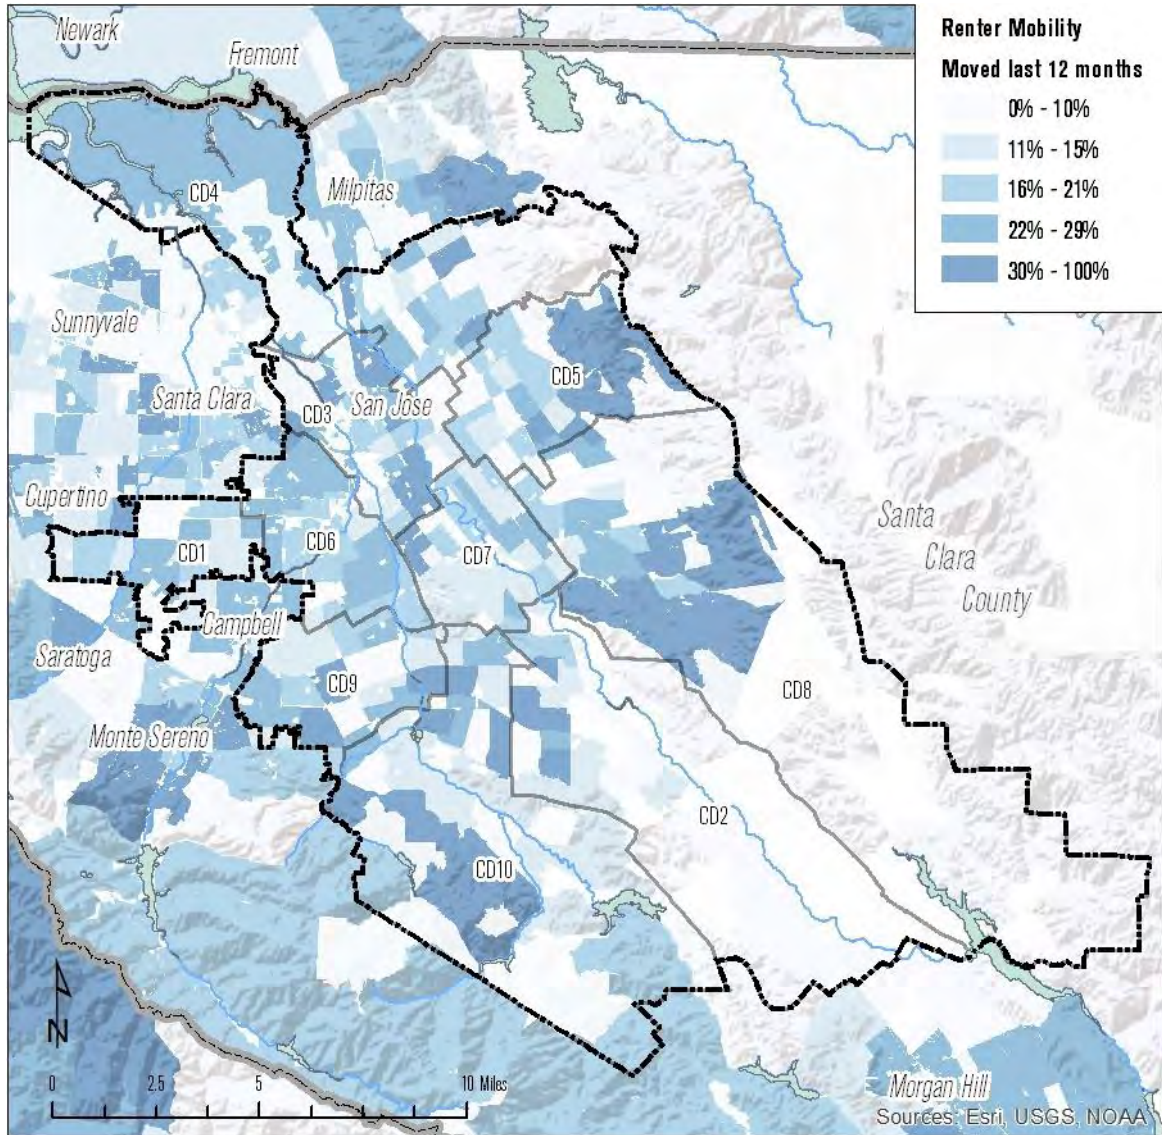 Newark
Fremont
Renter Mobility
Moved last 12 months
0% - 10%
11% - 15%
16% - 21%
22% - 29%
30% - 100%
CD4
Milpitas
Sunnyvale
CD5
Santa Clara
CD3
San Jose
Cupertino
Santa
Clara
County
CD1
CD6
CD7
Campbell
Saratoga
CD9
CD8
Monte Sereno
CD2
CD10
N
0 2.5 5 10 Miles
Morgan Hill
Sources: Esri, USGS, NOAA